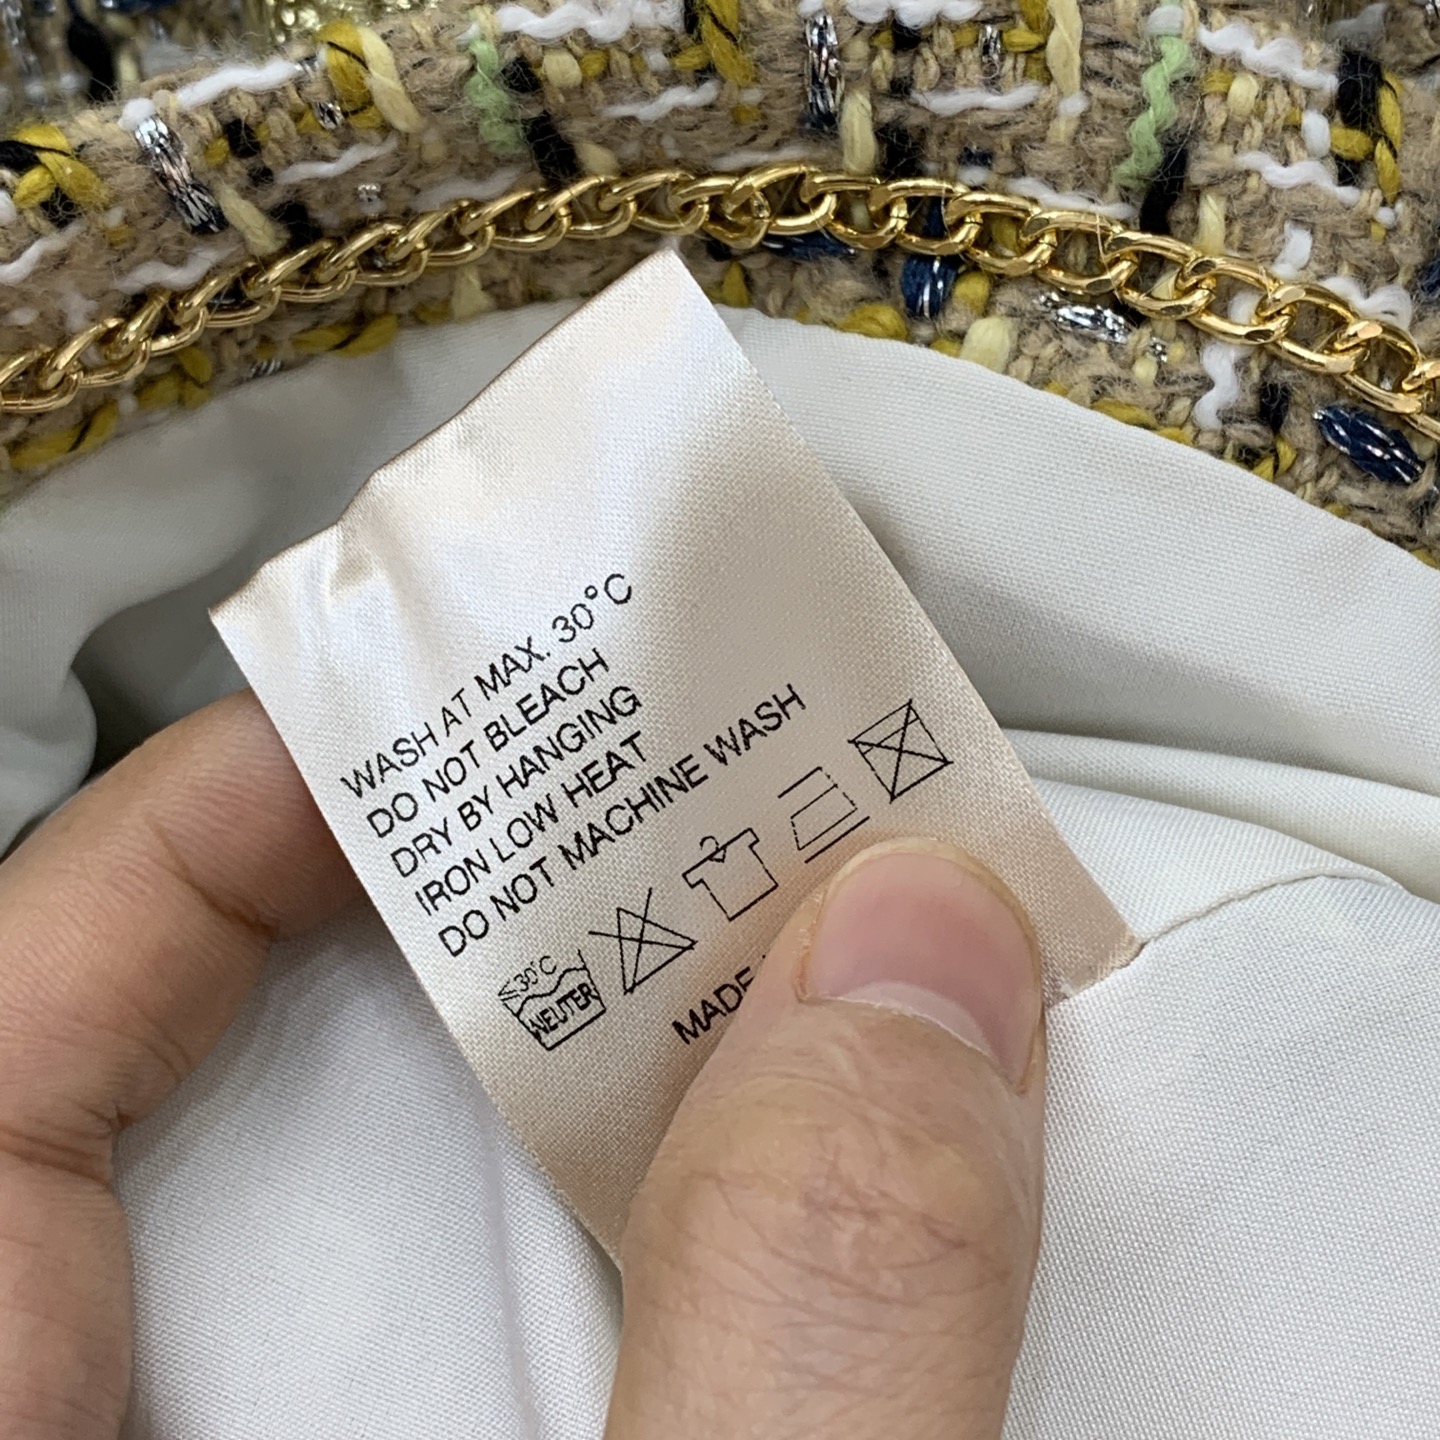 WASH AT MAX. 30°C
DO NOT BLEACH
DRY BY HANGING
IRON LOW HEAT
DO NOT MACHINE WASH
30°C
NEUTER
MADE